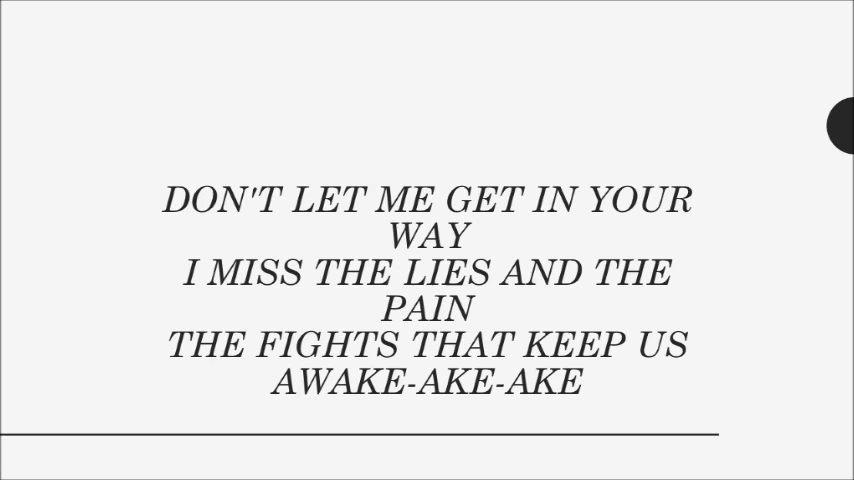 DON'T LET ME GET IN YOUR
WAY
I MISS THE LIES AND THE
PAIN
THE FIGHTS THAT KEEP US
AWAKE-AKE-AKE